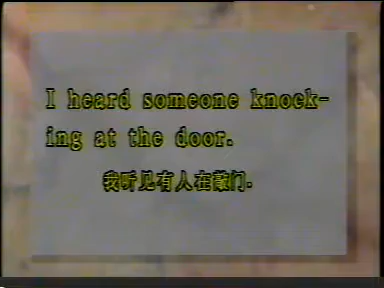 I heard someone knock-
ing at the door.
我听见有人在敲门.